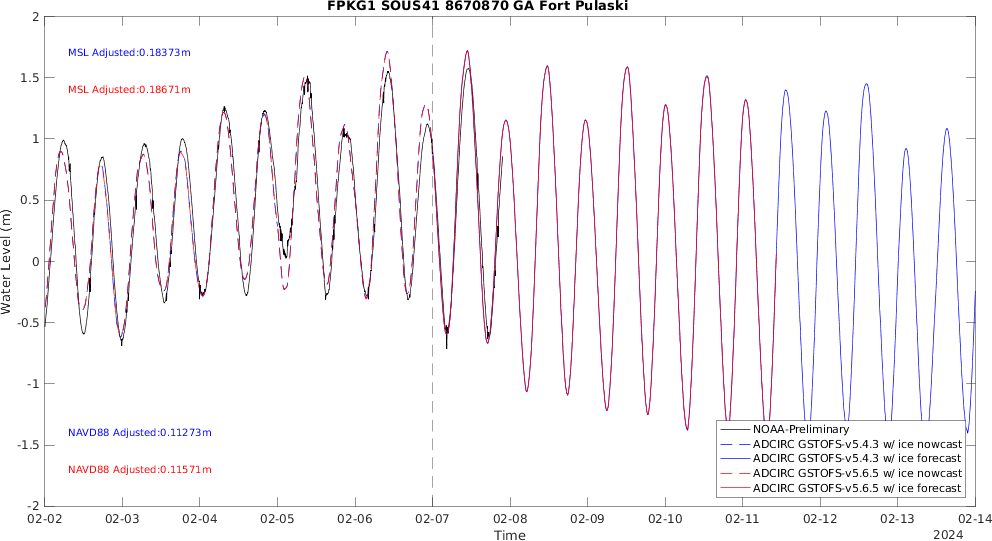 FPKG1 SOUS41 8670870 GA Fort Pulaski
2
1.5
1
0.5
0
-0.5
-1
-1.5
-2
Water Level (m)
MSL Adjusted:0.18373m
MSL Adjusted:0.18671m
NAVD88 Adjusted:0.11273m
NAVD88 Adjusted:0.11571m
NOAA-Preliminary
ADCIRC GSTOFS-v5.4.3 w/ ice nowcast
ADCIRC GSTOFS-v5.4.3 w/ ice forecast
ADCIRC GSTOFS-v5.6.5 w/ ice nowcast
ADCIRC GSTOFS-v5.6.5 w/ ice forecast
02-02 02-03 02-04 02-05 02-06 02-07 02-08 02-09 02-10 02-11 02-12 02-13 02-14
Time
2024